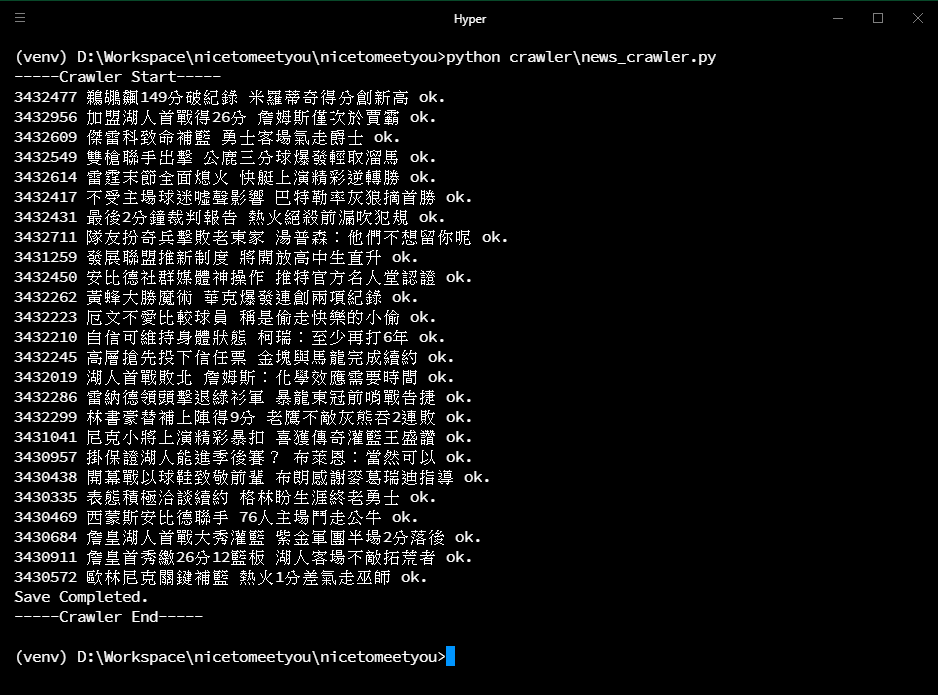 Hyper
(venv) D:\Workspace\nicetomeetyou\nicetomeetyou>python crawler\news_crawler.py
-----Crawler Start-----
3432477 鵜鶘飆149分破紀錄 米羅蒂奇得分創新高 ok.
3432956 加盟湖人首戰得26分 詹姆斯僅次於賈霸 ok.
3432609 傑雷科致命補籃 勇士客場氣走爵士 ok.
3432549 雙槍聯手出擊 公鹿三分球爆發輕取溜馬 ok.
3432614 雷霆末節全面熄火 快艇上演精彩逆轉勝 ok.
3432417 不受主場球迷噓聲影響 巴特勒率灰狼摘首勝 ok.
3432431 最後2分鐘裁判報告 熱火絕殺前漏吹犯規 ok.
3432711 隊友扮奇兵擊敗老東家 湯普森：他們不想留你呢 ok.
3431259 發展聯盟推新制度 將開放高中生直升 ok.
3432450 安比德社群媒體神操作 推特官方名人堂認證 ok.
3432262 黃蜂大勝魔術 華克爆發連創兩項紀錄 ok.
3432223 厄文不愛比較球員 稱是偷走快樂的小偷 ok.
3432210 自信可維持身體狀態 柯瑞：至少再打6年 ok.
3432245 高層搶先投下信任票 金塊與馬龍完成續約 ok.
3432019 湖人首戰敗北 詹姆斯：化學效應需要時間 ok.
3432286 雷納德領頭擊退綠衫軍 暴龍東冠前哨戰告捷 ok.
3432299 林書豪替補上陣得9分 老鷹不敵灰熊吞2連敗 ok.
3431041 尼克小將上演精彩暴扣 喜獲傳奇灌籃王盛讚 ok.
3430957 掛保證湖人能進季後賽？ 布萊恩：當然可以 ok.
3430438 開幕戰以球鞋致敬前輩 布朗感謝麥葛瑞迪指導 ok.
3430335 表態積極洽談續約 格林盼生涯終老勇士 ok.
3430469 西蒙斯安比德聯手 76人主場鬥走公牛 ok.
3430684 詹皇湖人首戰大秀灌籃 紫金軍團半場2分落後 ok.
3430911 詹皇首秀繳26分12籃板 湖人客場不敵拓荒者 ok.
3430572 歐林尼克關鍵補籃 熱火1分差氣走巫師 ok.
Save Completed.
-----Crawler End-----
(venv) D:\Workspace\nicetomeetyou\nicetomeetyou>